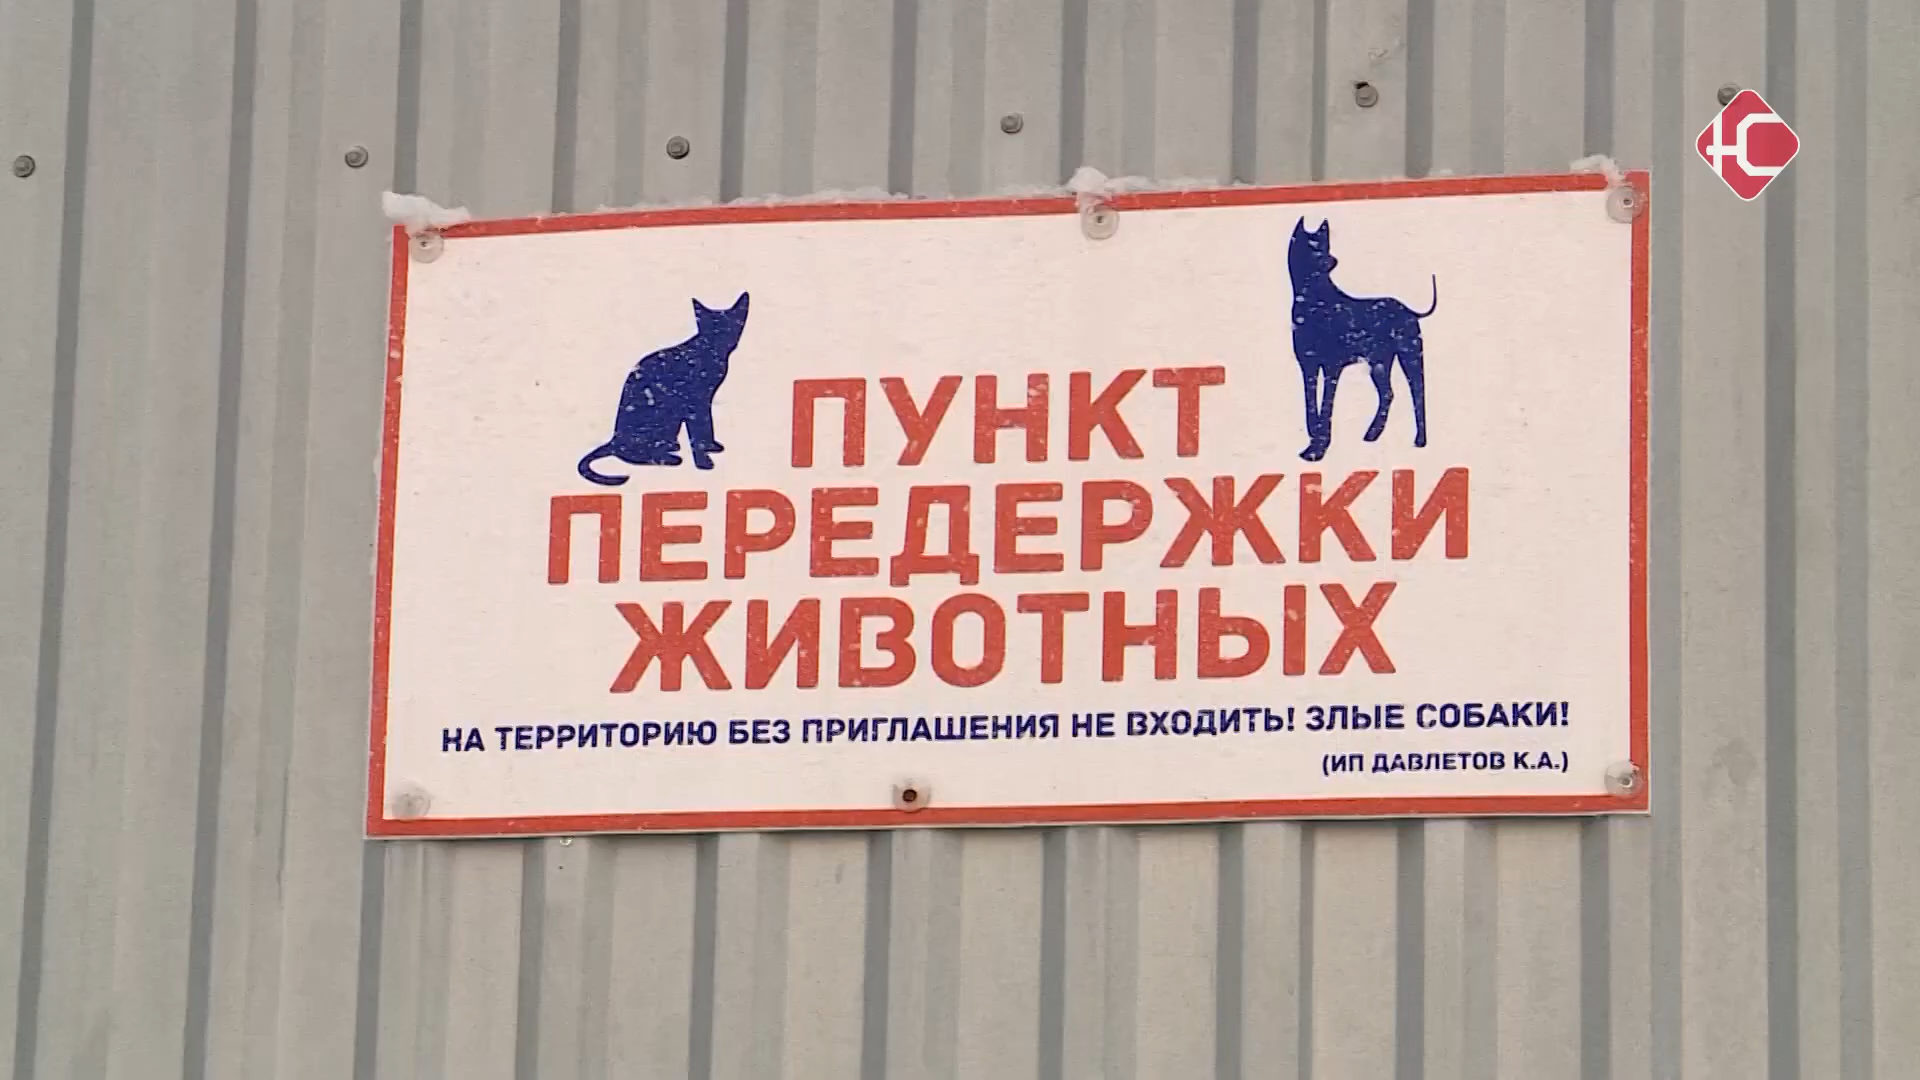 ПУНКТ
ПЕРЕДЕРЖКИ
ЖИВОТНЫХ
НА ТЕРРИТОРИЮ БЕЗ ПРИГЛАШЕНИЯ НЕ ВХОДИТЬ! ЗЛЫЕ СОБАКИ!
(ИП ДАВЛЕТОВ К.А.)